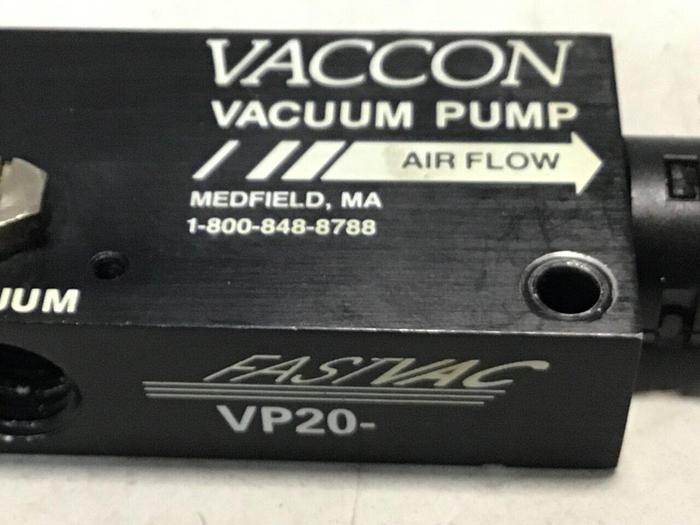 VACCON
VACUUM PUMP
AIR FLOW
MEDFIELD, MA
1-800-848-8788
UUM
FASTVAC
VP20-